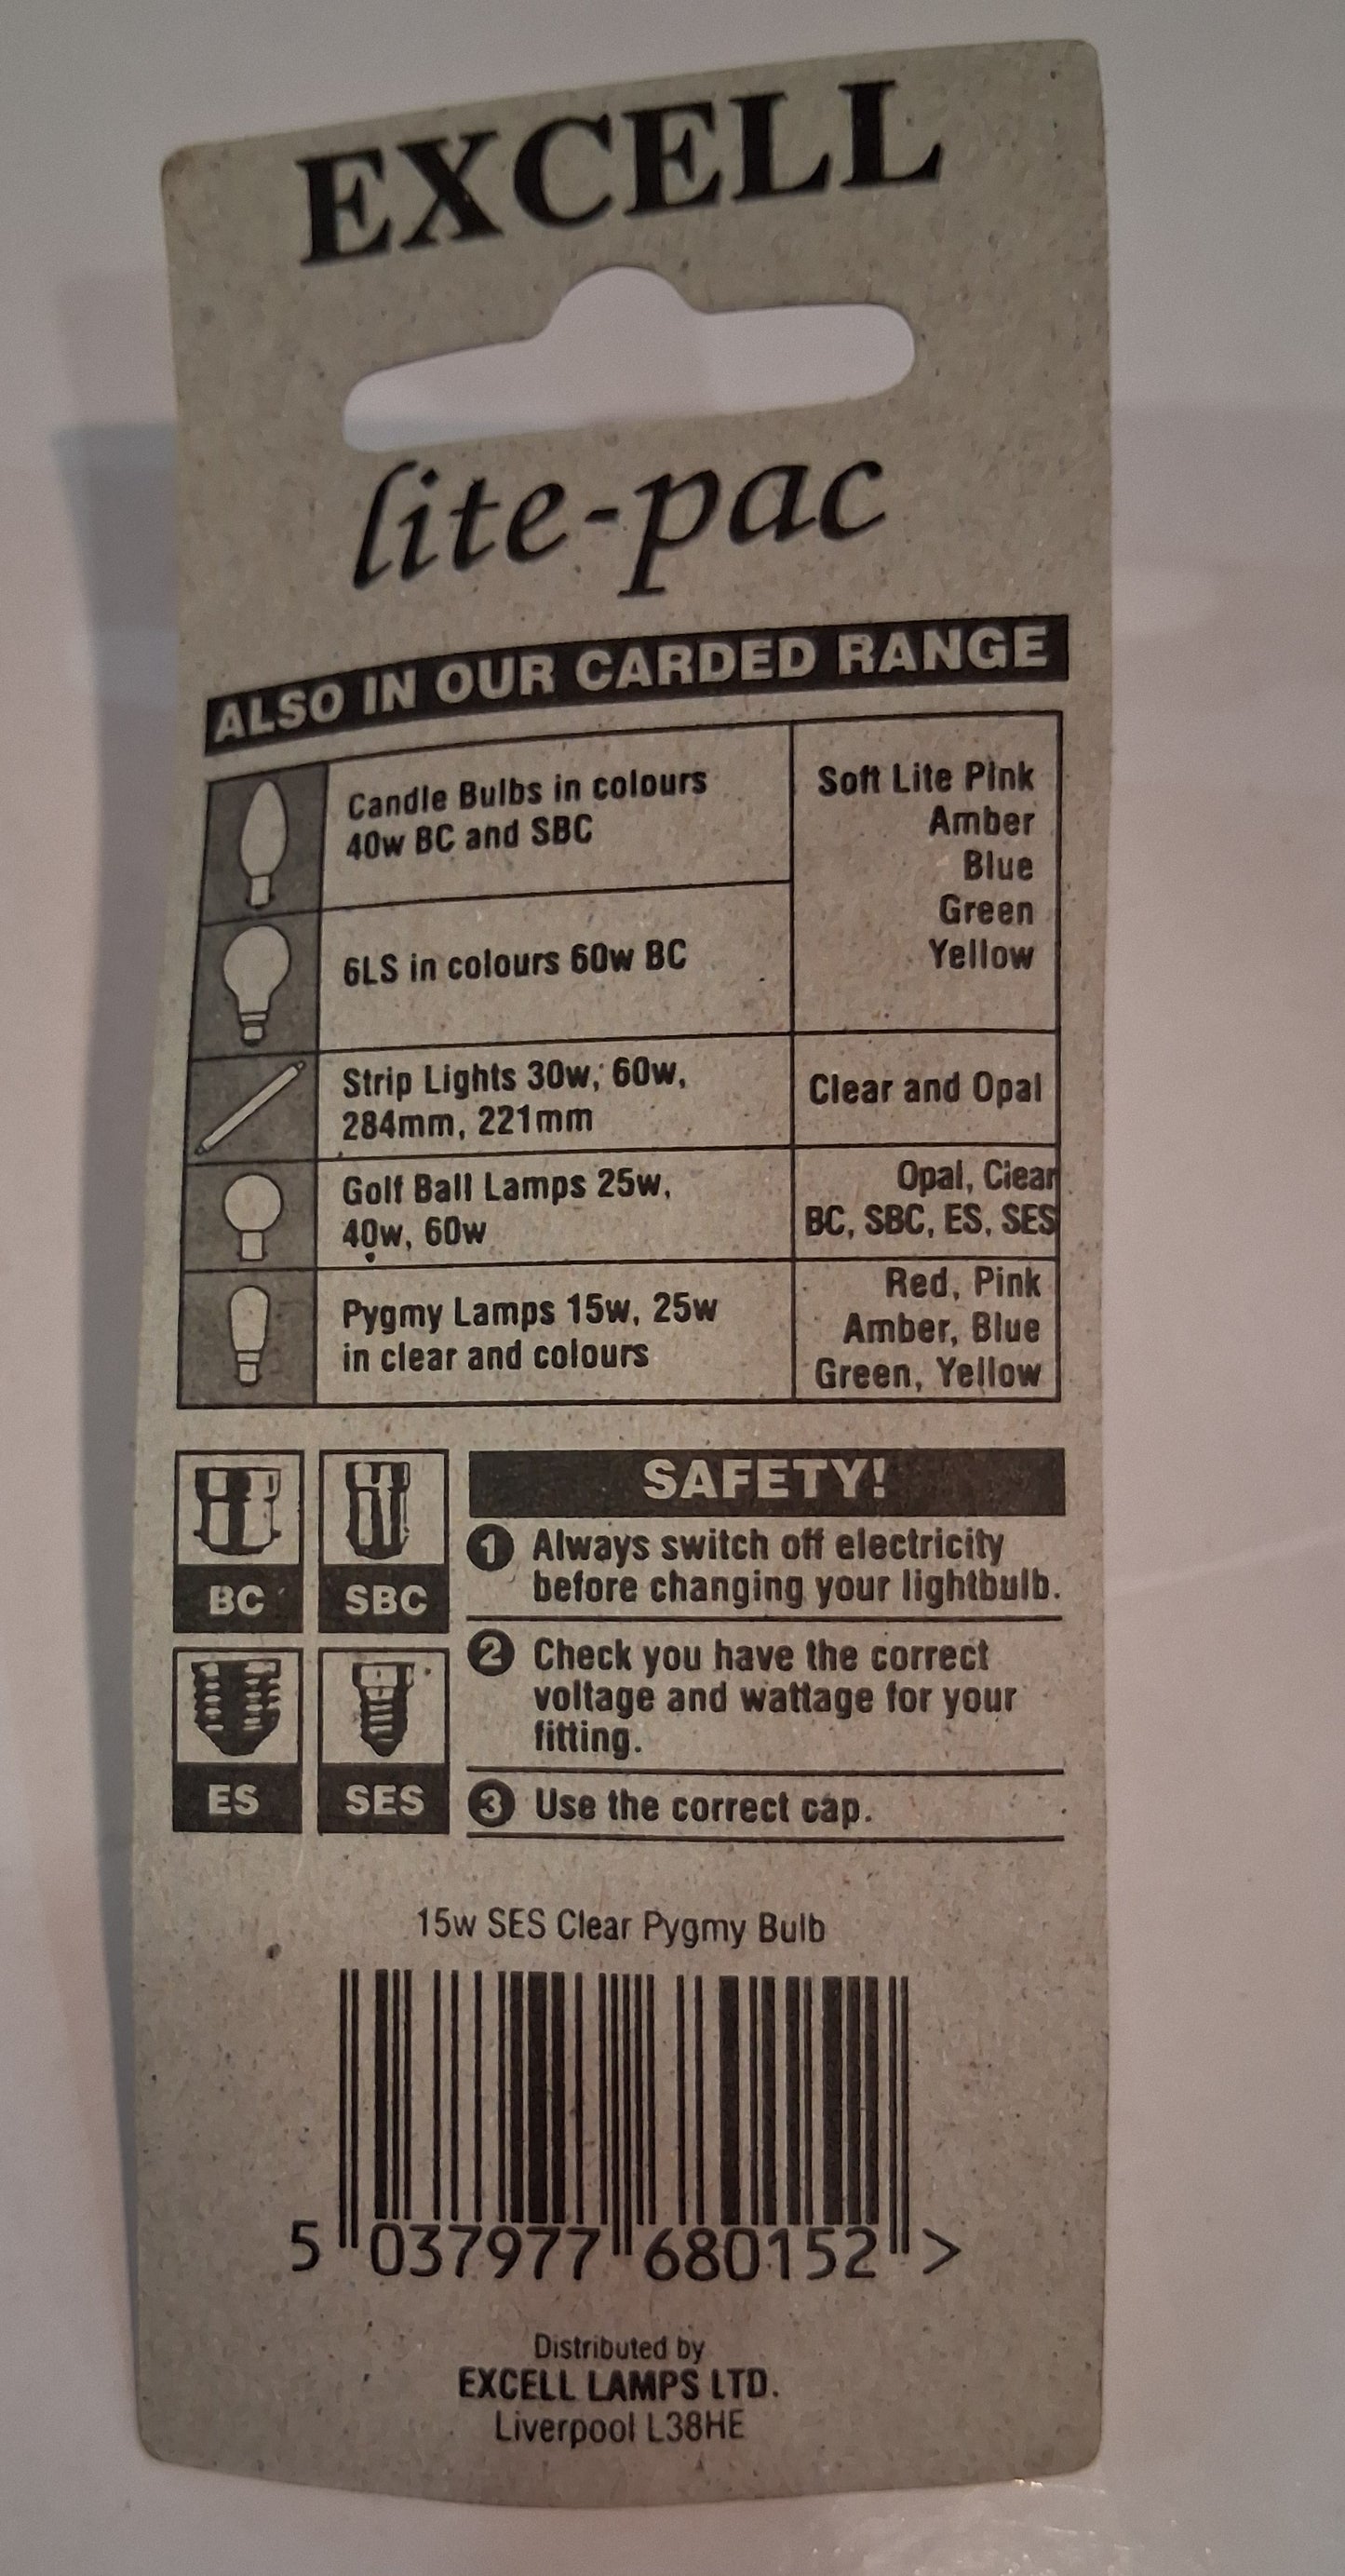 EXCELL
lite-pac
ALSO IN OUR CARDED RANGE
Candle Bulbs in colours
40w BC and SBC
Soft Lite Pink
Amber
Blue
Green
Yellow
6LS in colours 60w BC
Strip Lights 30w, 60w,
284mm, 221mm
Clear and Opal
Golf Ball Lamps 25w,
40w, 60w
Opal, Clear
BC, SBC, ES, SES
Pygmy Lamps 15w, 25w
in clear and colours
Red, Pink
Amber, Blue
Green, Yellow
BC
SBC
ES
SES
SAFETY!
1 Always switch off electricity
before changing your lightbulb.
2 Check you have the correct
voltage and wattage for your
fitting.
3 Use the correct cap.
15w SES Clear Pygmy Bulb
5 037977 680152 >
Distributed by
EXCELL LAMPS LTD.
Liverpool L38HE